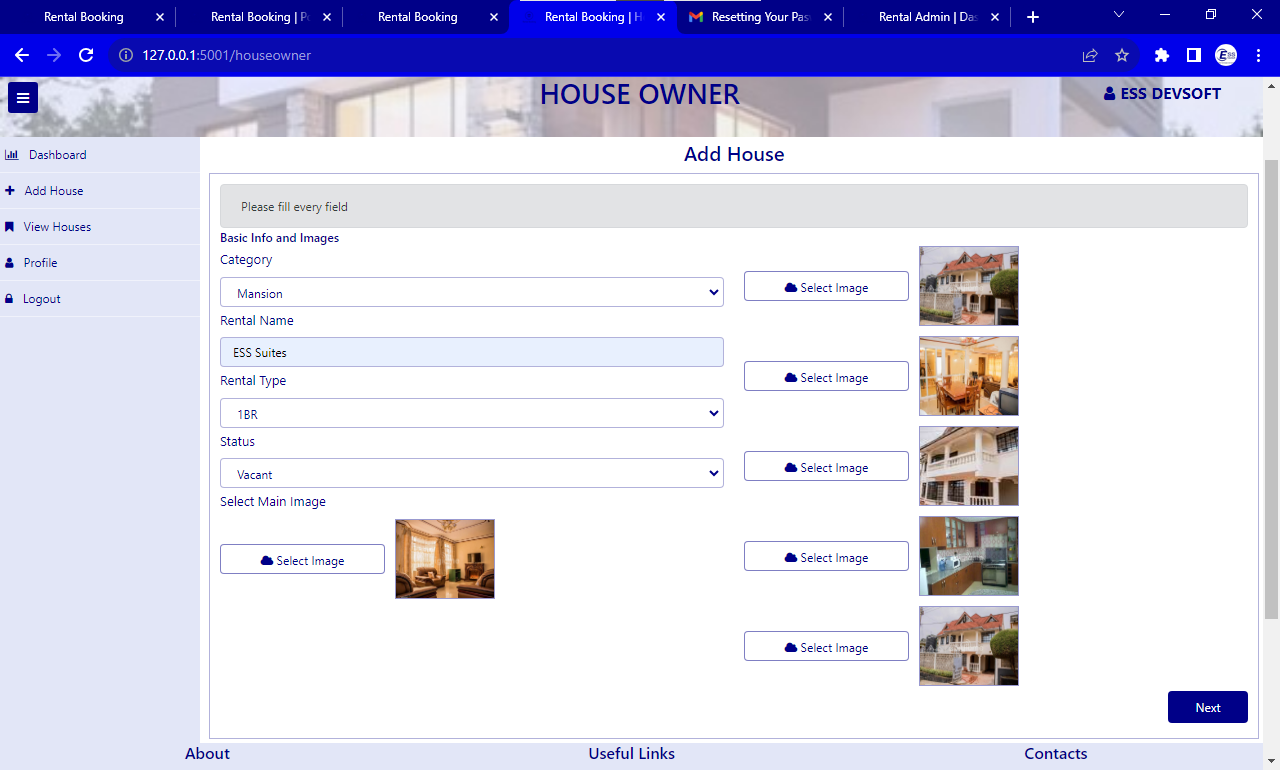 Rental Booking
Rental Booking | Po
Rental Booking
Rental Booking | H
Resetting Your Pas
Rental Admin | Das
127.0.0.1:5001/houseowner
HOUSE OWNER
ESS DEVSOFT
Dashboard
Add House
View Houses
Profile
Logout
Add House
Please fill every field
Basic Info and Images
Category
Mansion
Rental Name
ESS Suites
Rental Type
1BR
Status
Vacant
Select Main Image
Select Image
Select Image
Select Image
Select Image
Select Image
Select Image
Next
About
Useful Links
Contacts